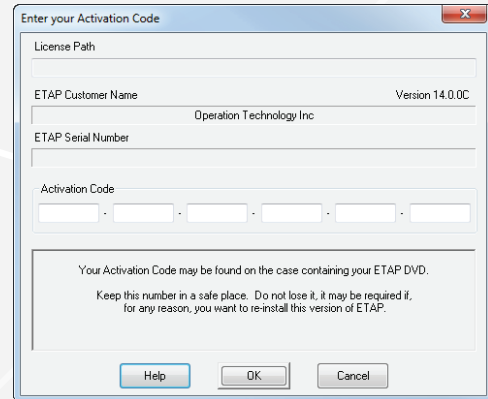 Enter your Activation Code
License Path
ETAP Customer Name Version 14.0.0C
Operation Technology Inc
ETAP Serial Number
Activation Code
- - - - -
Your Activation Code may be found on the case containing your ETAP DVD.
Keep this number in a safe place. Do not lose it, it may be required if,
for any reason, you want to re-install this version of ETAP.
Help OK Cancel